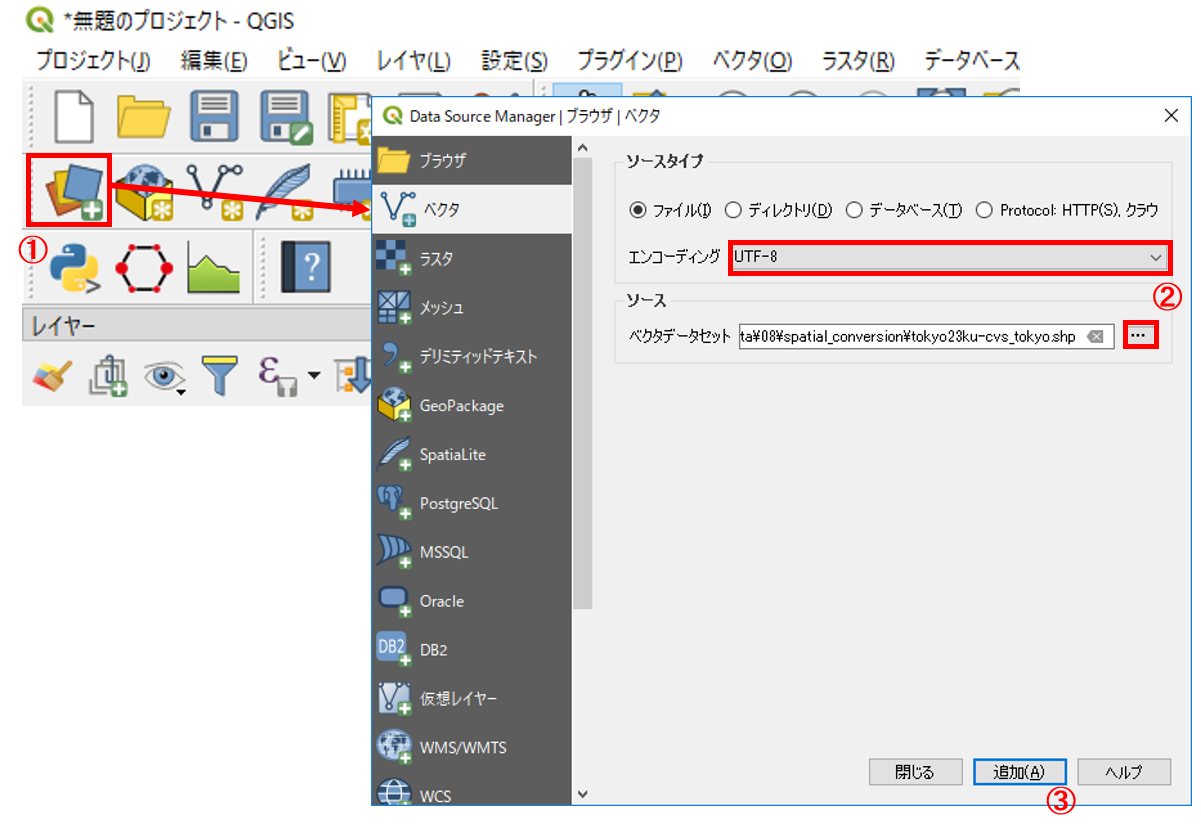 *無題のプロジェクト - QGIS
プロジェクト(J) 編集(E) ビュー(V) レイヤ(L) 設定(S) プラグイン(P) ベクタ(O) ラスタ(R) データベース
Data Source Manager | ブラウザ | ベクタ
①
レイヤー
ブラウザ
ベクタ
ラスタ
メッシュ
デリミティッドテキスト
GeoPackage
SpatiaLite
PostgreSQL
MSSQL
Oracle
DB2
DB2
仮想レイヤー
WMS/WMTS
WCS
ソースタイプ
ファイル(I) ディレクトリ(D) データベース(T) Protocol: HTTP(S), クラウ
エンコーディング UTF-8
②
ソース
ベクタデータセット ta¥08¥spatial_conversion¥tokyo23ku-cvs_tokyo.shp ...
閉じる 追加(A) ヘルプ
③